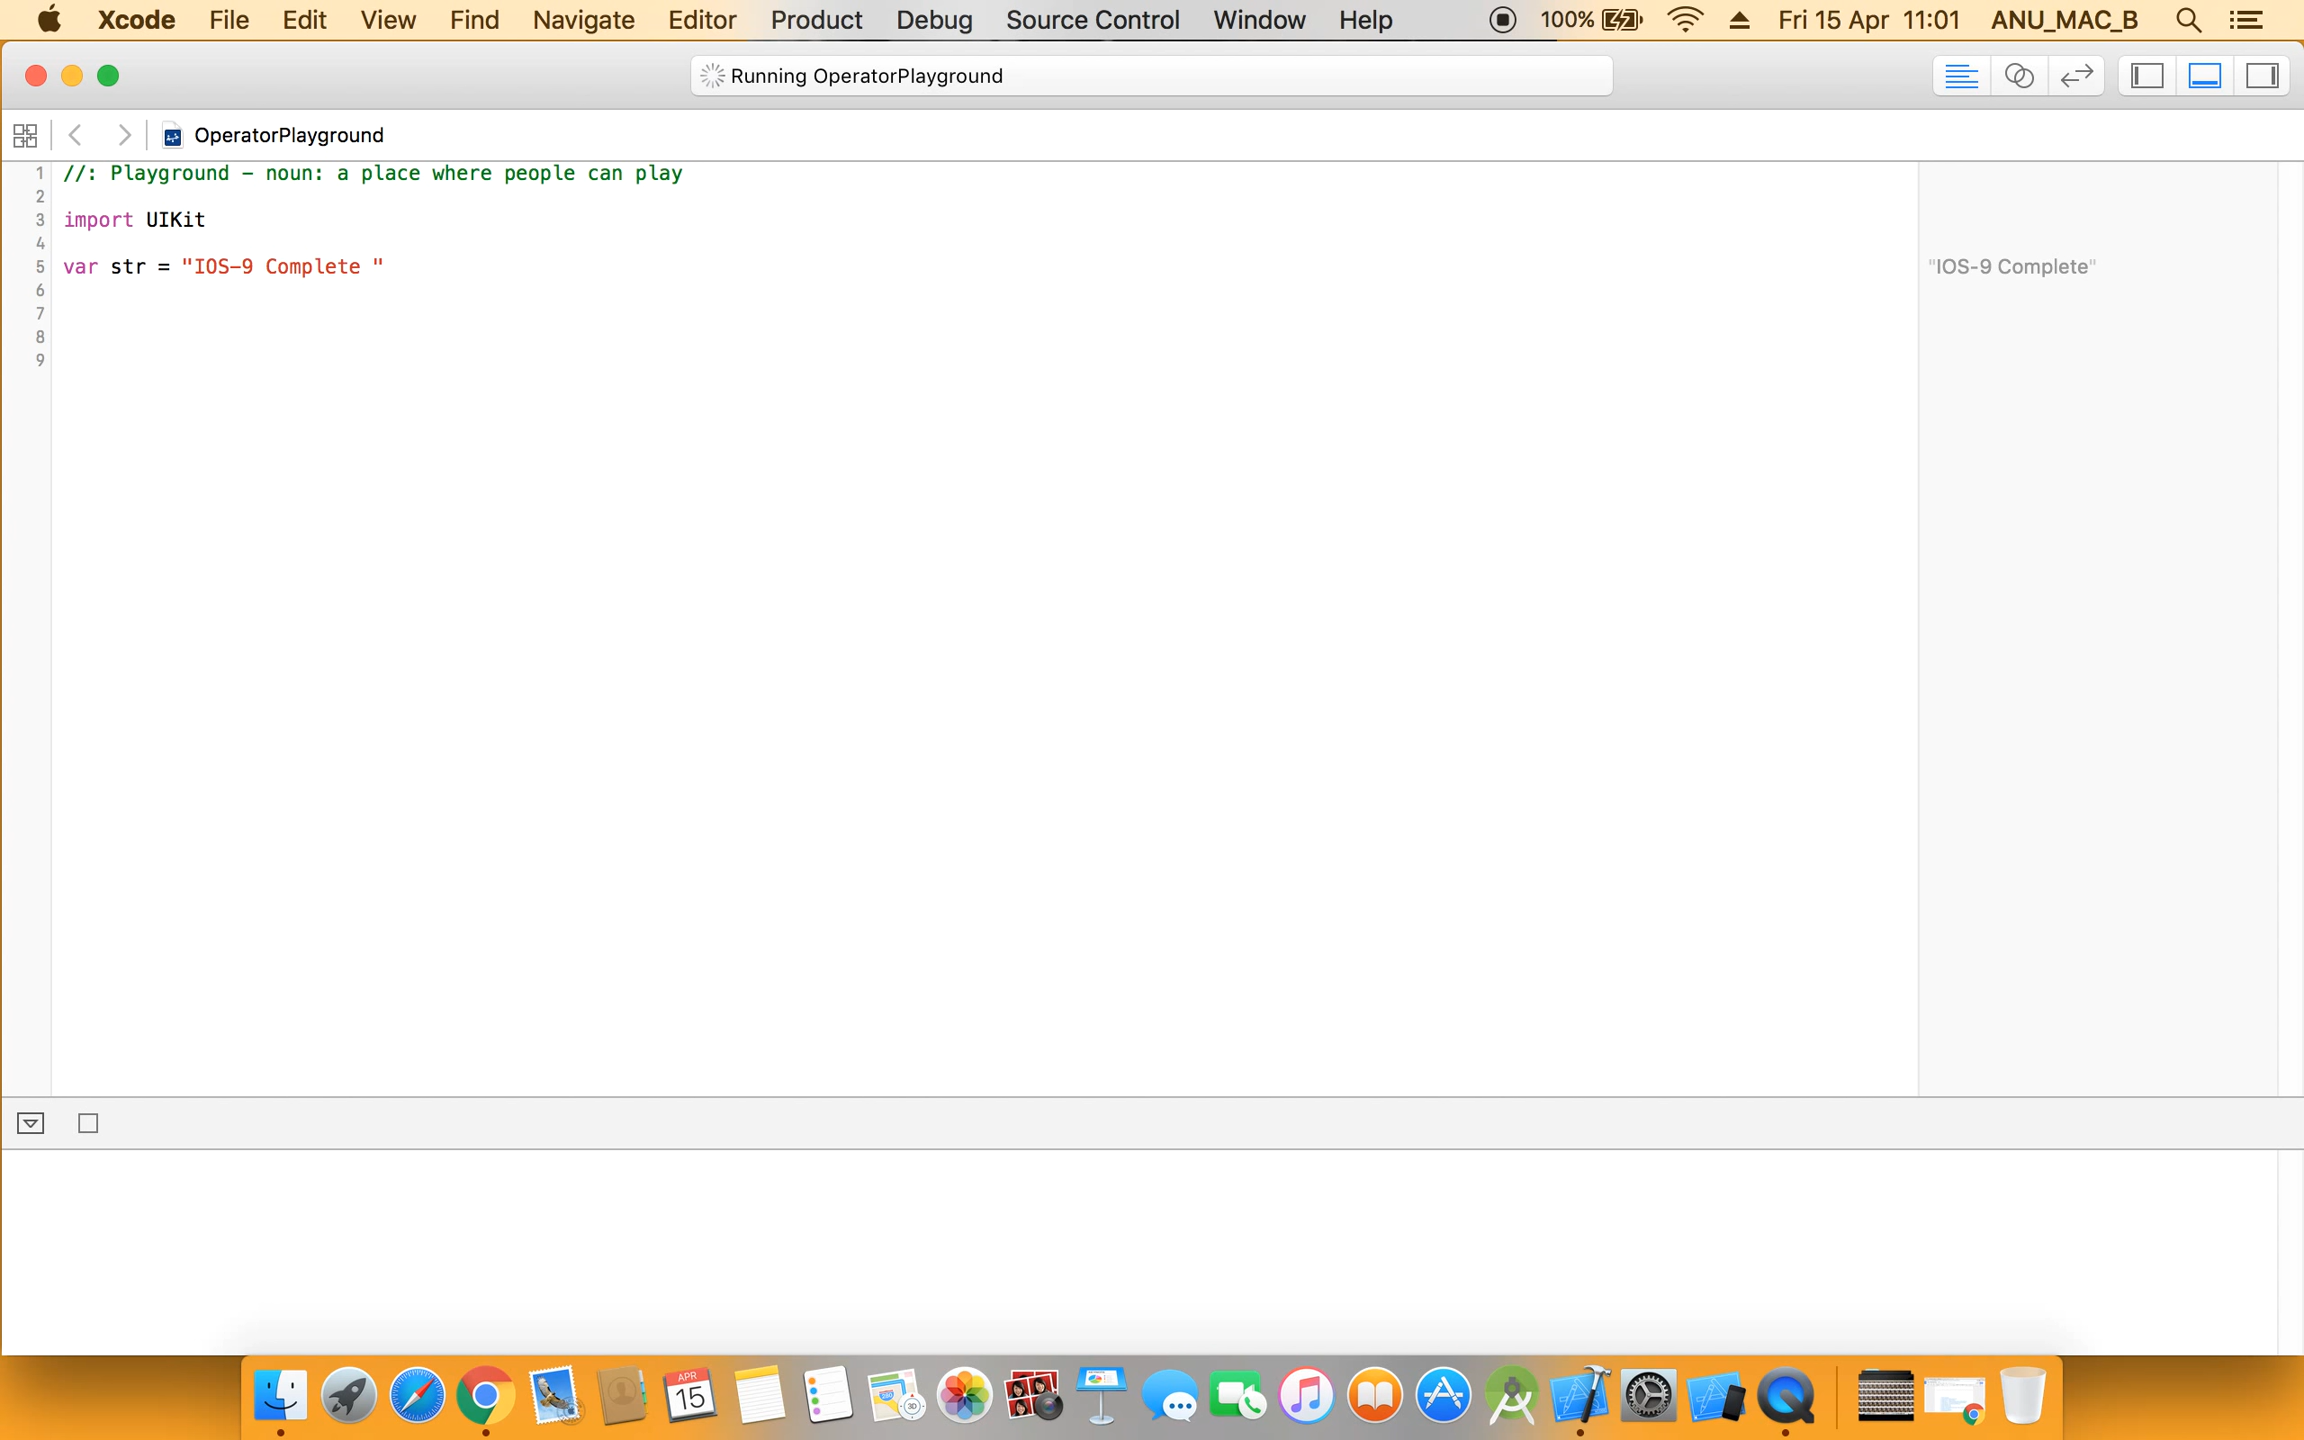 Xcode File Edit View Find Navigate Editor Product Debug Source Control Window Help 100% Fri 15 Apr 11:01 ANU_MAC_B
Running OperatorPlayground
OperatorPlayground
1 //: Playground - noun: a place where people can play
2
3 import UIKit
4
5 var str = "IOS-9 Complete " "IOS-9 Complete"
6
7
8
9
APR
15
3D